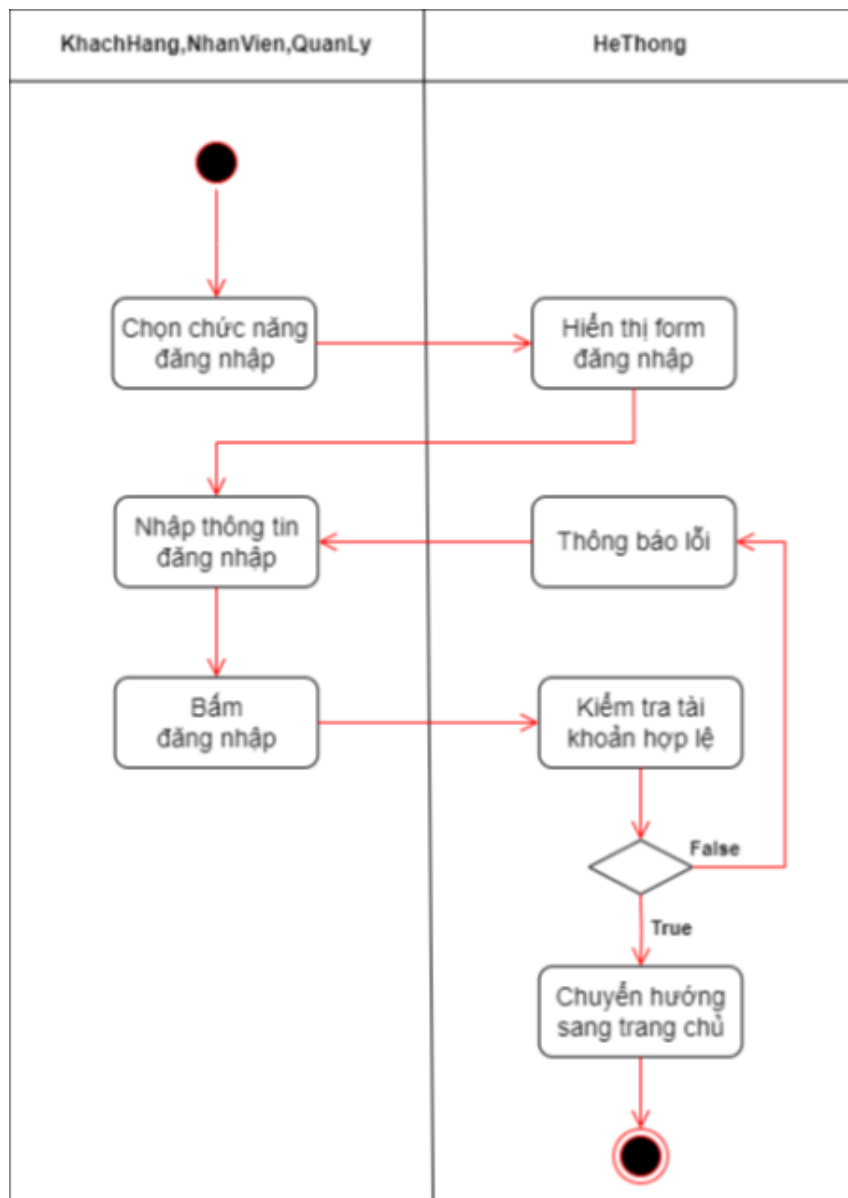 KhachHang,NhanVien,QuanLy
HeThong
Chọn chức năng
đăng nhập
Hiển thị form
đăng nhập
Nhập thông tin
đăng nhập
Thông báo lỗi
Bấm
đăng nhập
Kiểm tra tài
khoản hợp lệ
False
True
Chuyển hướng
sang trang chủ